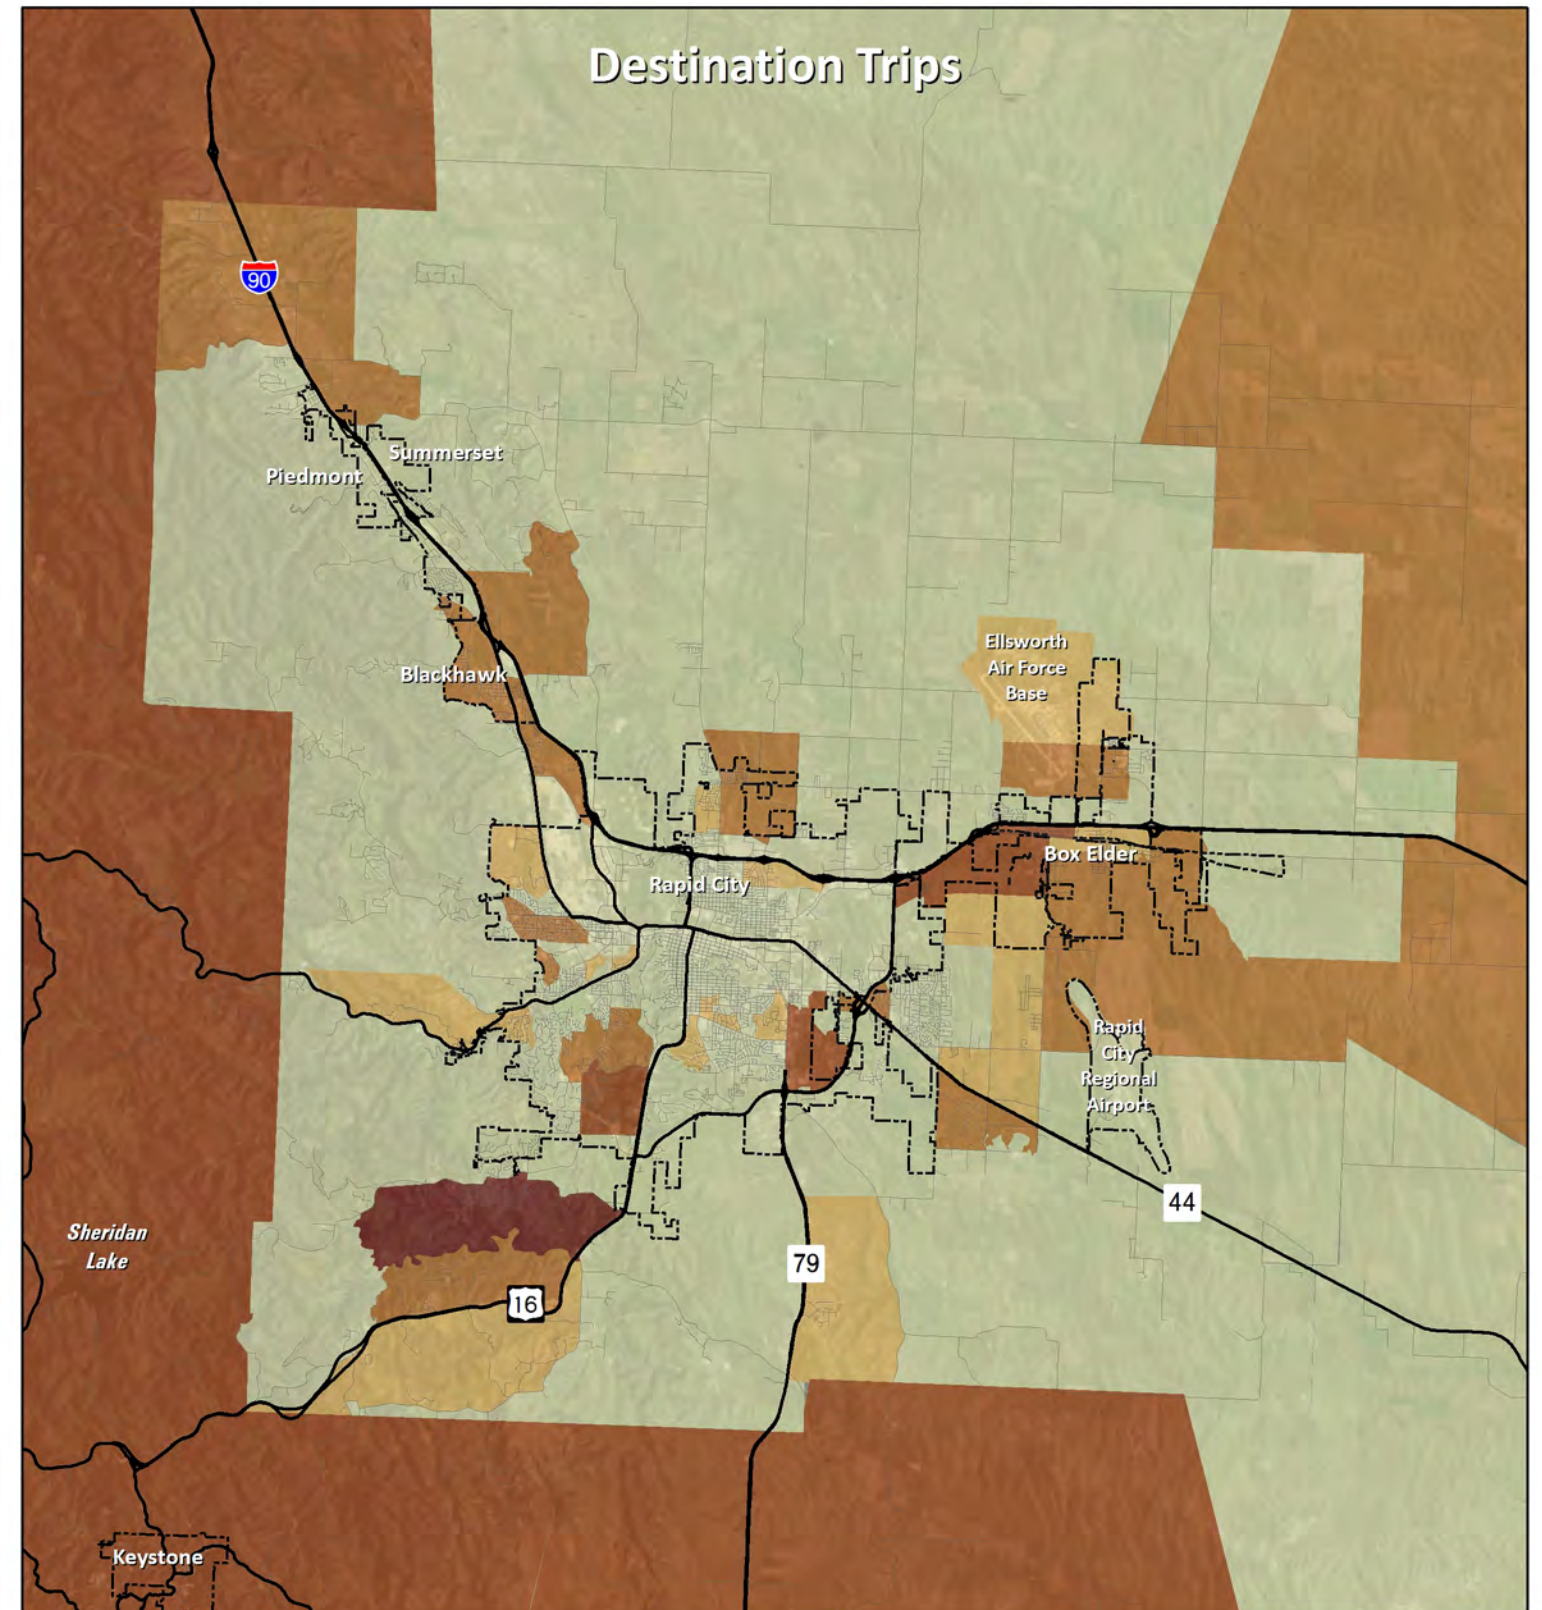 Destination Trips
90
Summerset
Piedmont
Ellsworth
Air Force
Base
Blackhawk
Box Elder
Rapid City
Rapid
City
Regional
Airport
44
Sheridan
Lake
79
16
Keystone